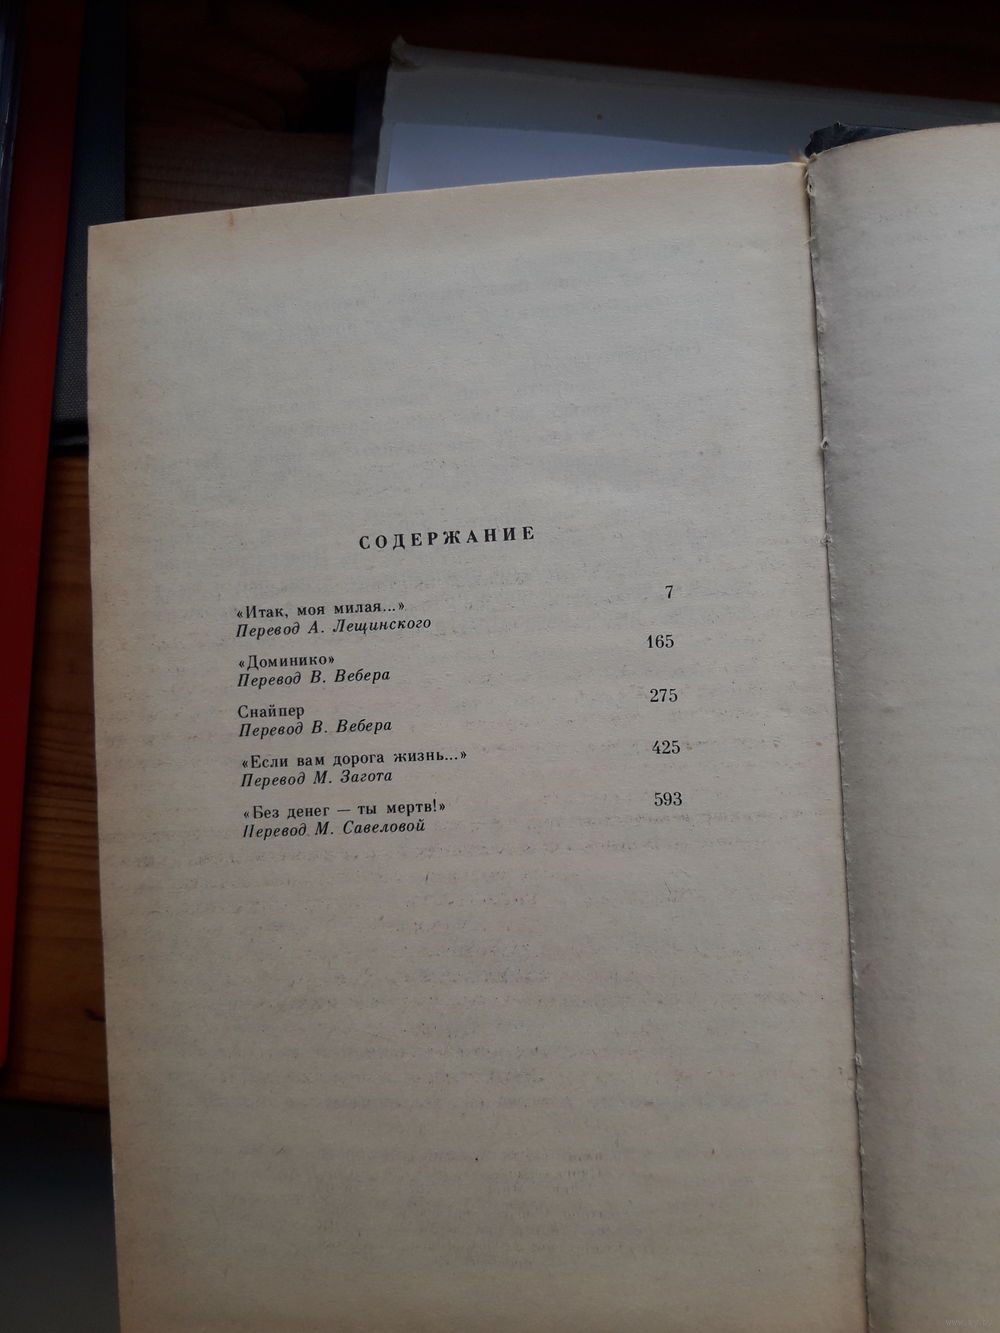 СОДЕРЖАНИЕ
«Итак, моя милая...» 7
Перевод А. Лещинского
«Доминико» 165
Перевод В. Вебера
Снайпер 275
Перевод В. Вебера
«Если вам дорога жизнь...» 425
Перевод М. Загота
«Без денег — ты мертв!» 593
Перевод М. Савеловой